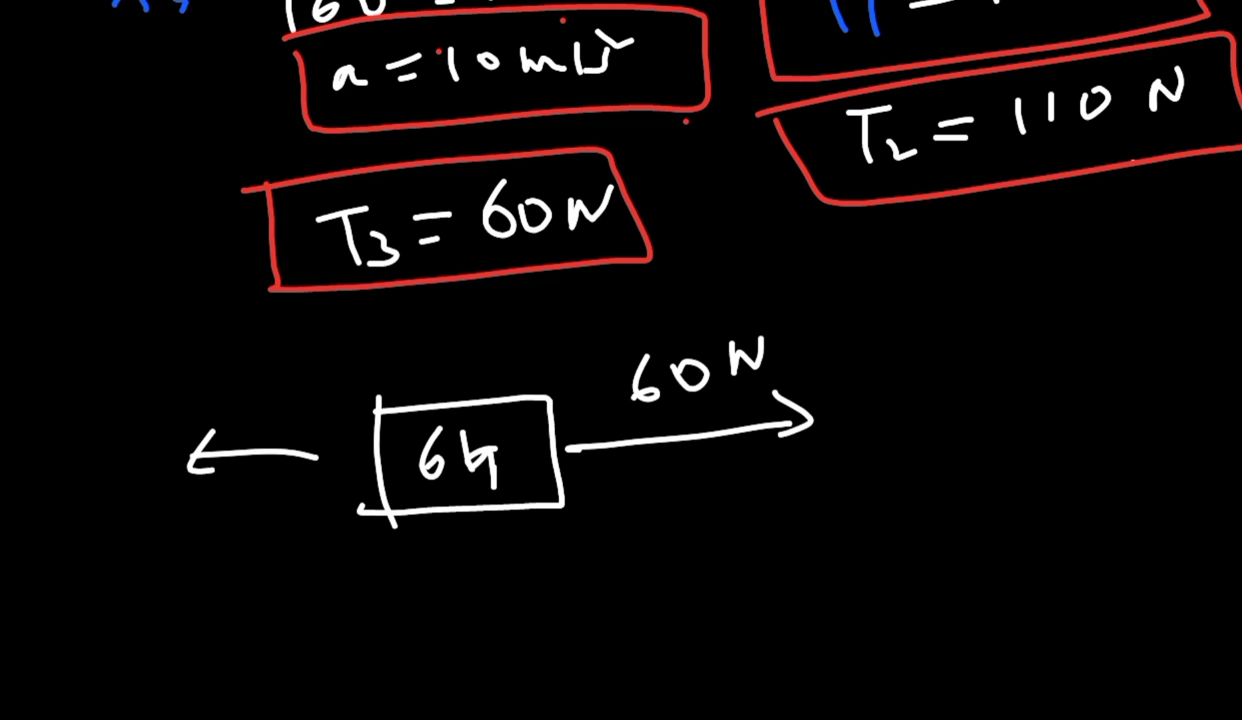 a = 10 m/s²
T₂ = 110 N
T₃ = 60 N
60 N
6 kg